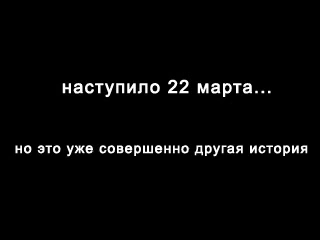 наступило 22 марта...
но это уже совершенно другая история